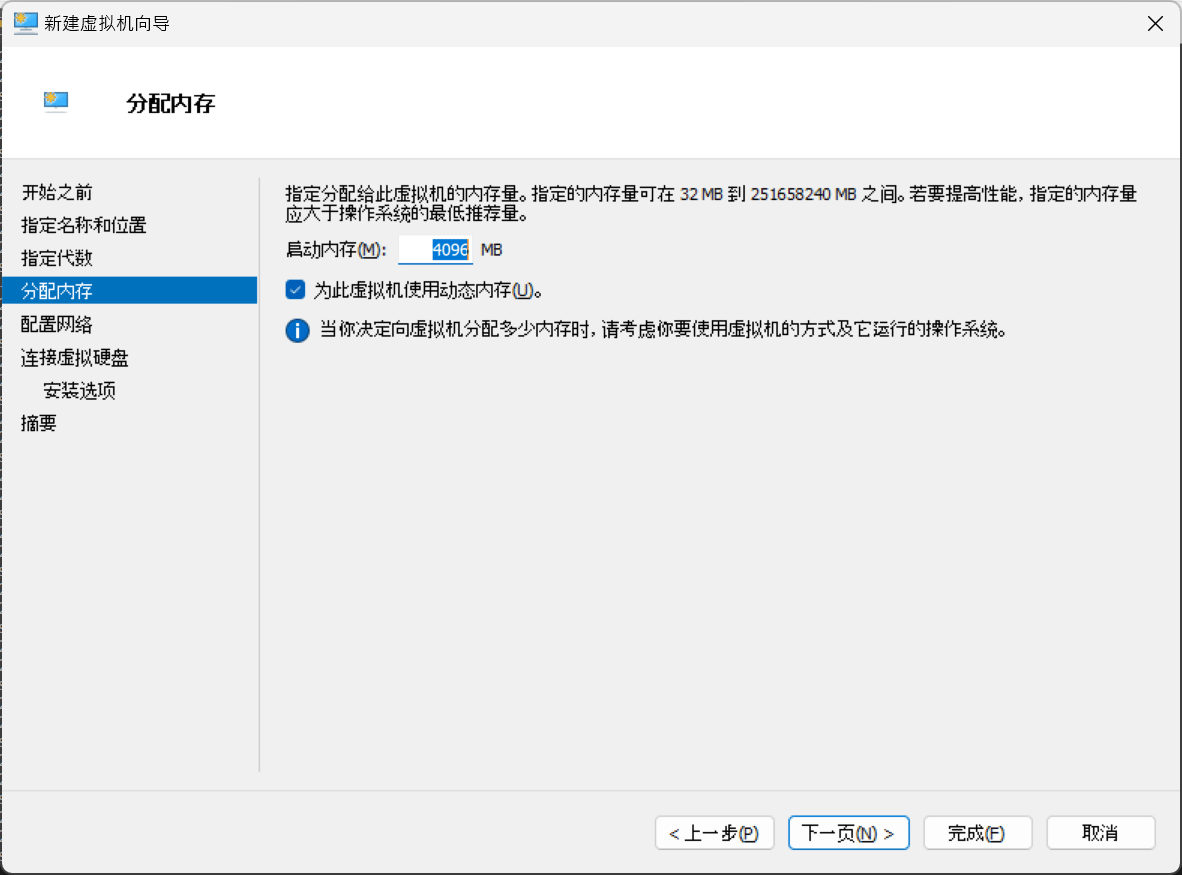 新建虚拟机向导
分配内存
开始之前
指定名称和位置
指定代数
分配内存
配置网络
连接虚拟硬盘
安装选项
摘要
指定分配给此虚拟机的内存量。指定的内存量可在 32 MB 到 251658240 MB 之间。若要提高性能，指定的内存量
应大于操作系统的最低推荐量。
启动内存(M): 4096 MB
为此虚拟机使用动态内存(U)。
当你决定向虚拟机分配多少内存时，请考虑你要使用虚拟机的方式及它运行的操作系统。
< 上一步(P) 下一页(N) > 完成(F) 取消